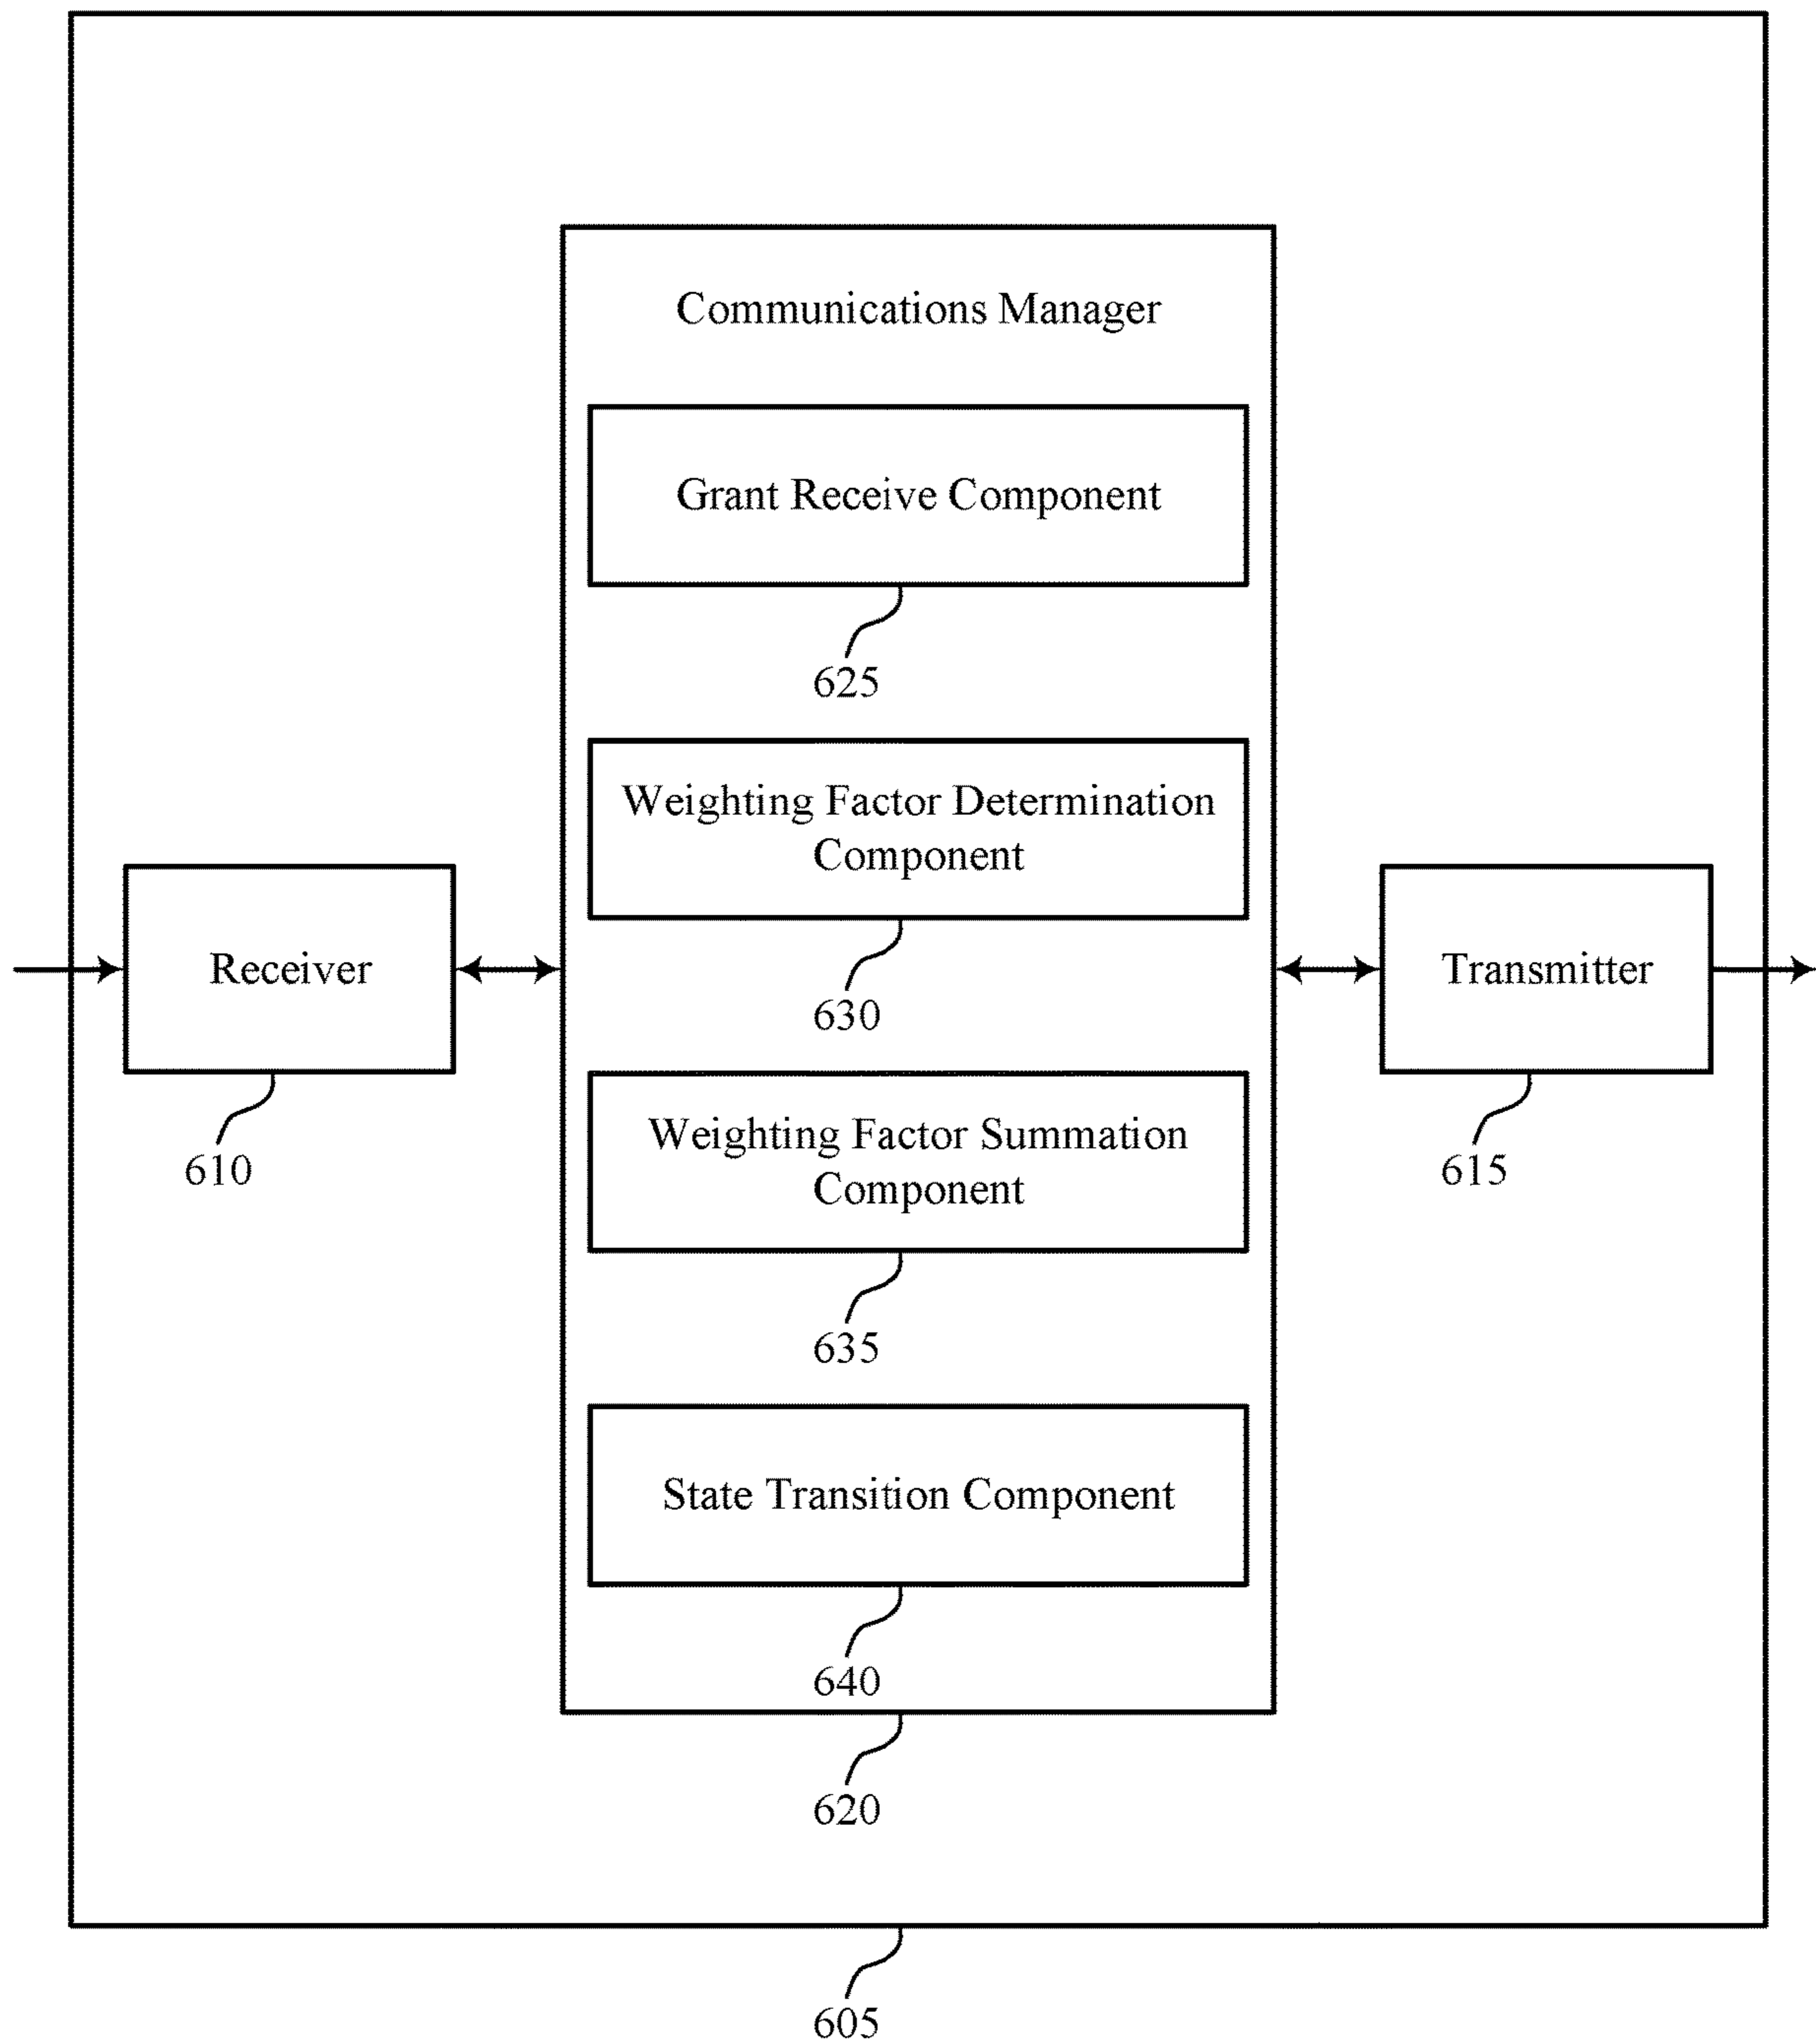 Communications Manager
Grant Receive Component
625
Weighting Factor Determination
Component
630
Receiver
610
Transmitter
615
Weighting Factor Summation
Component
635
State Transition Component
640
620
605